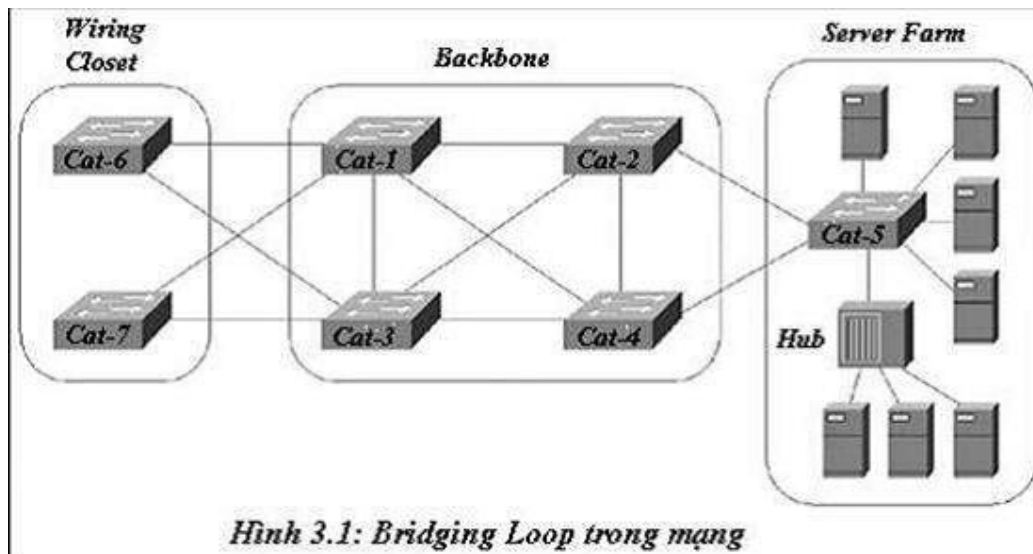 Wiring
Closet
Backbone
Server Farm
Cat-6
Cat-1
Cat-2
Cat-5
Cat-7
Cat-3
Cat-4
Hub
Hình 3.1: Bridging Loop trong mạng